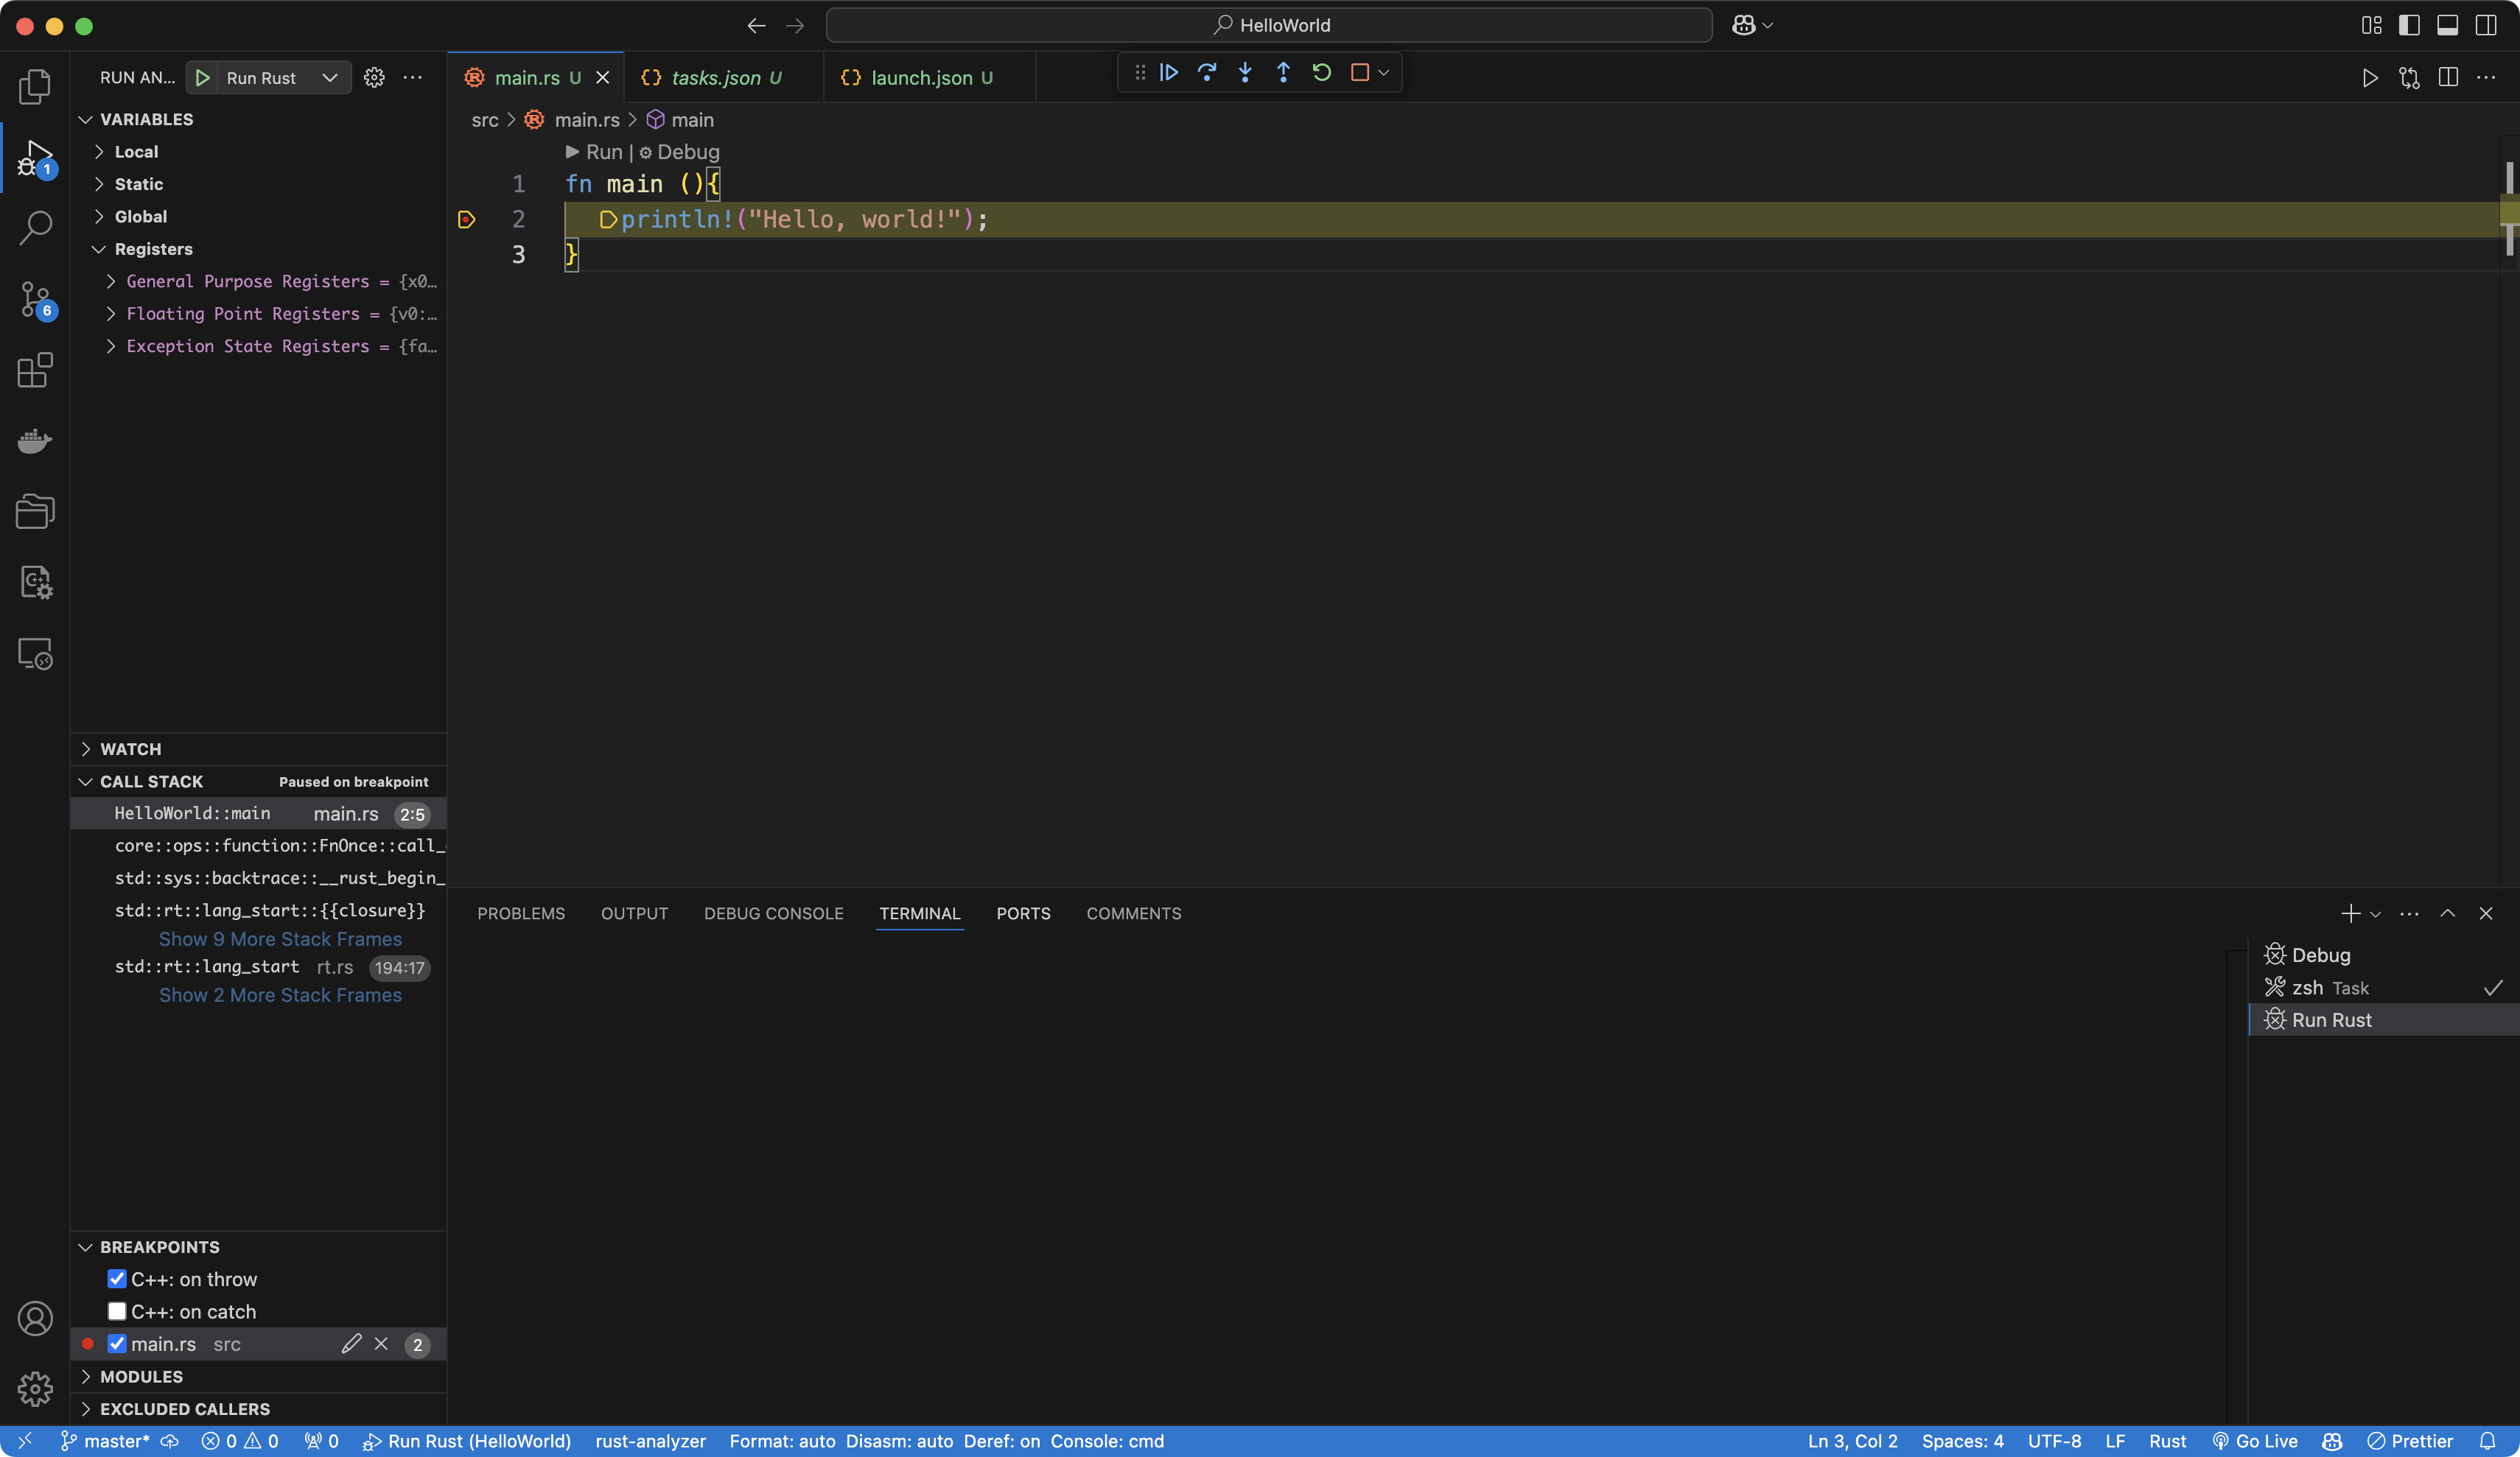 HelloWorld
RUN AN... Run Rust
main.rs U
tasks.json U
launch.json U
VARIABLES
Local
Static
Global
Registers
General Purpose Registers = {x0...
Floating Point Registers = {v0:...
Exception State Registers = {fa...
src > main.rs > main
Run | Debug
1 fn main (){
2 println!("Hello, world!");
3 }
WATCH
CALL STACK Paused on breakpoint
HelloWorld::main main.rs 2:5
core::ops::function::FnOnce::call_
std::sys::backtrace::__rust_begin_
std::rt::lang_start::{{closure}}
Show 9 More Stack Frames
std::rt::lang_start rt.rs 194:17
Show 2 More Stack Frames
BREAKPOINTS
C++: on throw
C++: on catch
main.rs src 2
MODULES
EXCLUDED CALLERS
PROBLEMS OUTPUT DEBUG CONSOLE TERMINAL PORTS COMMENTS
Debug
zsh Task
Run Rust
1
6
master* 0 0 0 Run Rust (HelloWorld) rust-analyzer Format: auto Disasm: auto Deref: on Console: cmd Ln 3, Col 2 Spaces: 4 UTF-8 LF Rust Go Live Prettier